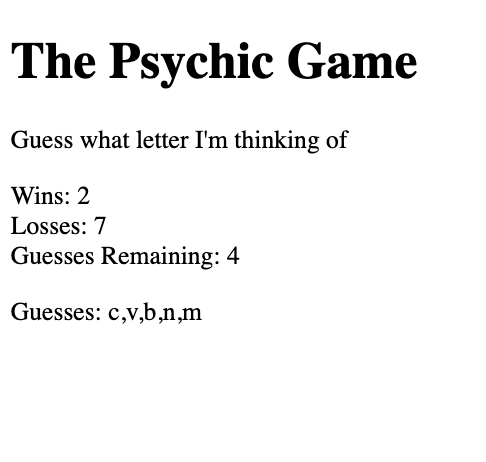 The Psychic Game
Guess what letter I'm thinking of
Wins: 2
Losses: 7
Guesses Remaining: 4
Guesses: c,v,b,n,m